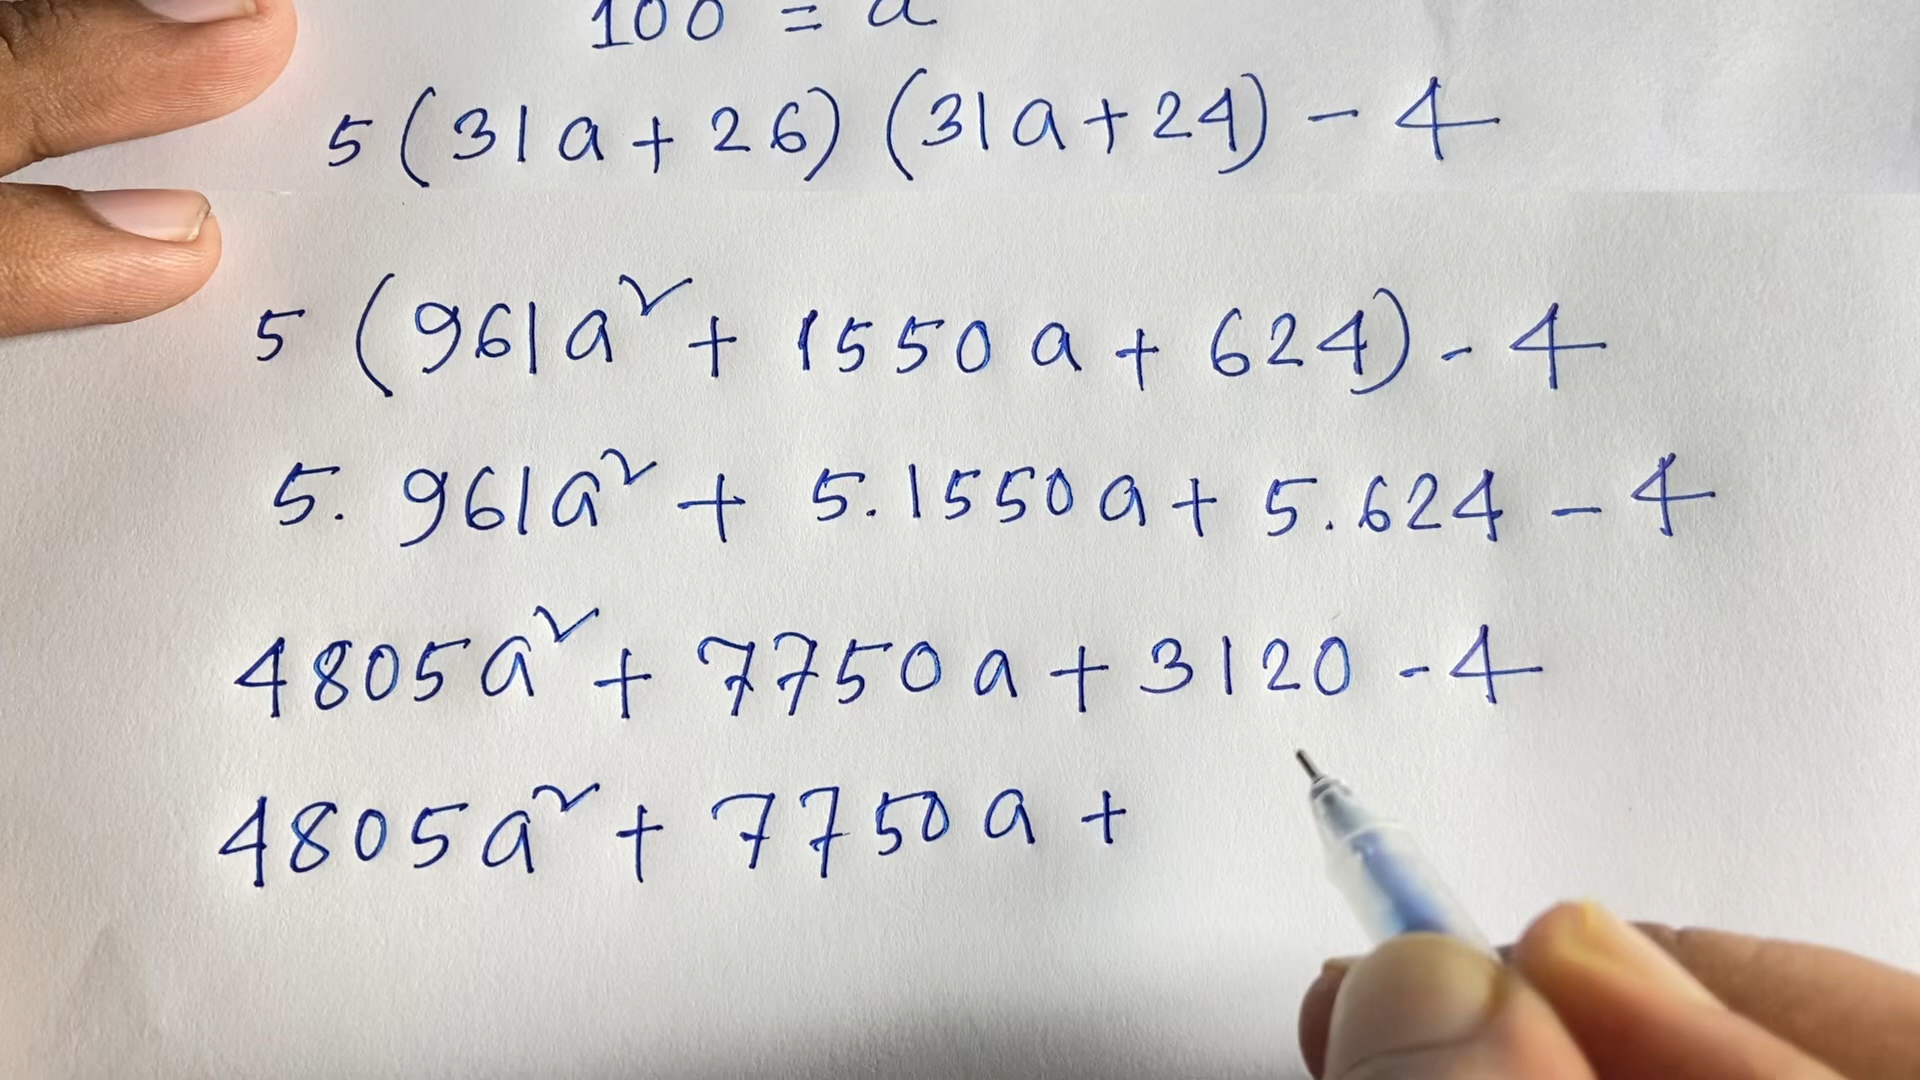 100 = a
5(31a+26)(31a+24)-4
5(961a²+1550a+624)-4
5.961a²+5.1550a+5.624-4
4805a²+7750a+3120-4
4805a²+7750a+